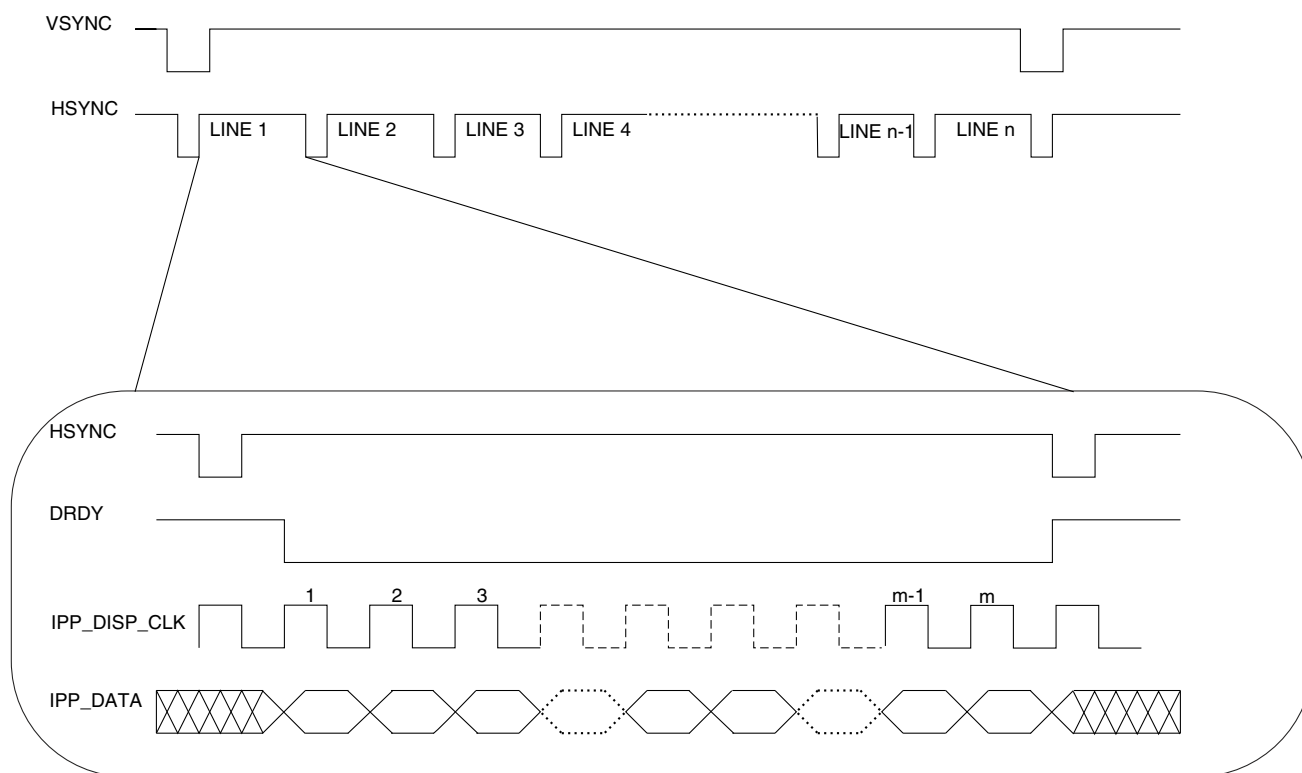 VSYNC
HSYNC
LINE 1 LINE 2 LINE 3 LINE 4 LINE n-1 LINE n
HSYNC
DRDY
1 2 3 m-1 m
IPP_DISP_CLK
IPP_DATA